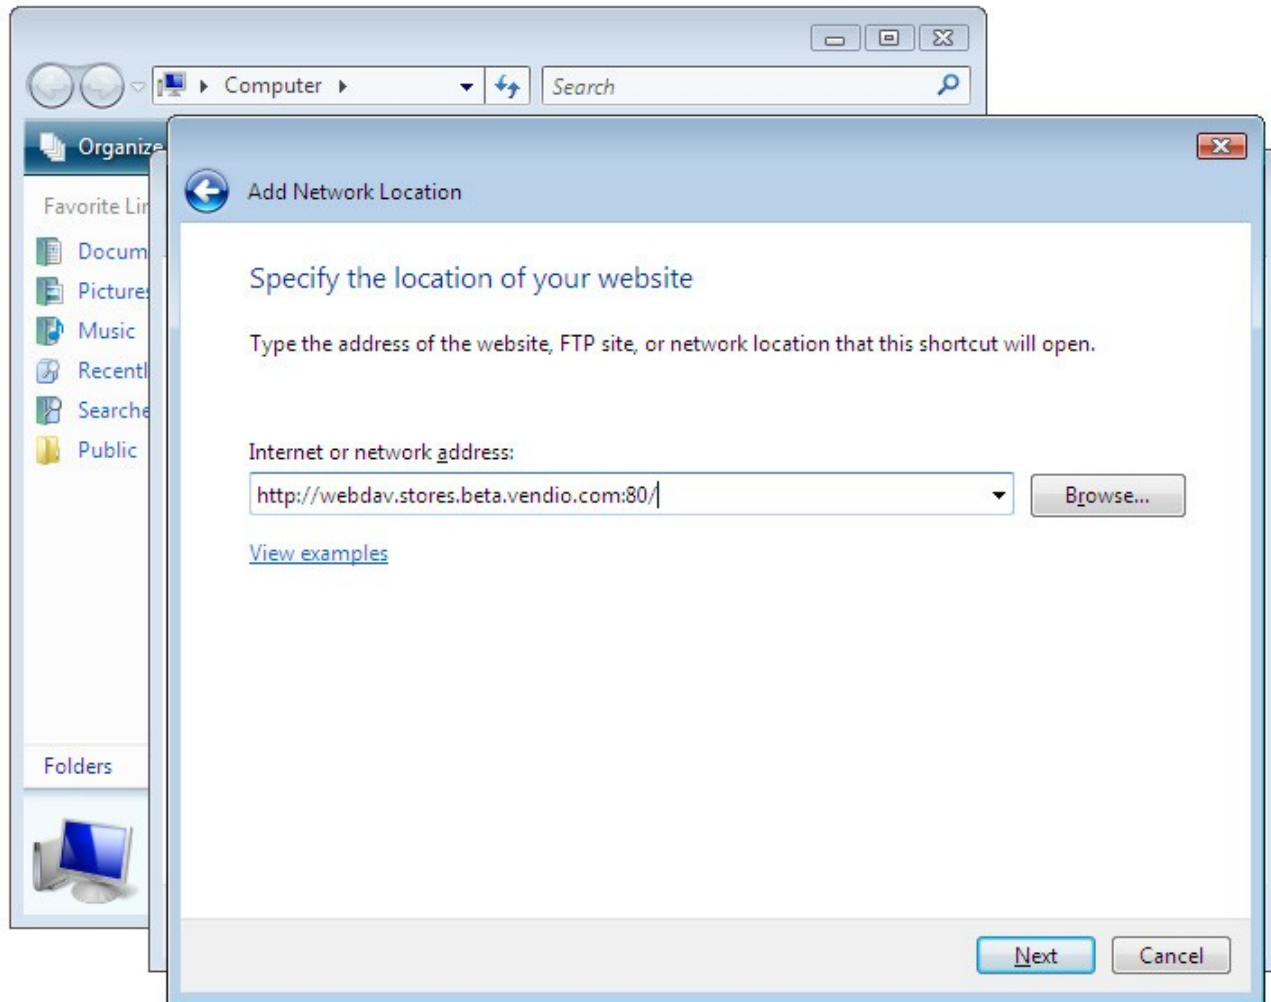 Computer
Search
Organize
Add Network Location
Favorite Lin
Docum
Pictures
Music
Recentl
Searche
Public
Folders
Specify the location of your website
Type the address of the website, FTP site, or network location that this shortcut will open.
Internet or network address:
http://webdav.stores.beta.vendio.com:80/
Browse...
View examples
Next
Cancel